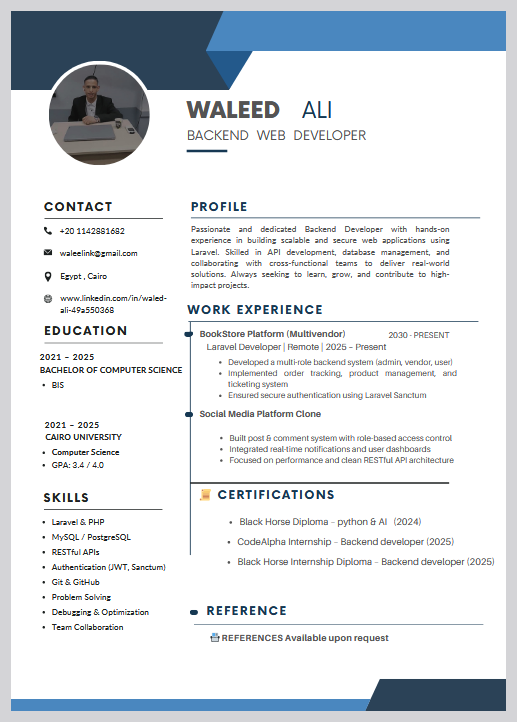 WALEED ALI
BACKEND WEB DEVELOPER
CONTACT
+20 1142881682
waleelink@gmail.com
Egypt , Cairo
www.linkedin.com/in/waled-
ali-49a550368
EDUCATION
2021 – 2025
BACHELOR OF COMPUTER SCIENCE
• BIS
2021 – 2025
CAIRO UNIVERSITY
• Computer Science
• GPA: 3.4 / 4.0
SKILLS
• Laravel & PHP
• MySQL / PostgreSQL
• RESTful APIs
• Authentication (JWT, Sanctum)
• Git & GitHub
• Problem Solving
• Debugging & Optimization
• Team Collaboration
PROFILE
Passionate and dedicated Backend Developer with hands-on
experience in building scalable and secure web applications using
Laravel. Skilled in API development, database management, and
collaborating with cross-functional teams to deliver real-world
solutions. Always seeking to learn, grow, and contribute to high-
impact projects.
WORK EXPERIENCE
BookStore Platform (Multivendor) 2030 - PRESENT
Laravel Developer | Remote | 2025 – Present
• Developed a multi-role backend system (admin, vendor, user)
• Implemented order tracking, product management, and
ticketing system
• Ensured secure authentication using Laravel Sanctum
Social Media Platform Clone
• Built post & comment system with role-based access control
• Integrated real-time notifications and user dashboards
• Focused on performance and clean RESTful API architecture
CERTIFICATIONS
• Black Horse Diploma – python & AI (2024)
• CodeAlpha Internship – Backend developer (2025)
• Black Horse Internship Diploma – Backend developer (2025)
REFERENCE
REFERENCES Available upon request